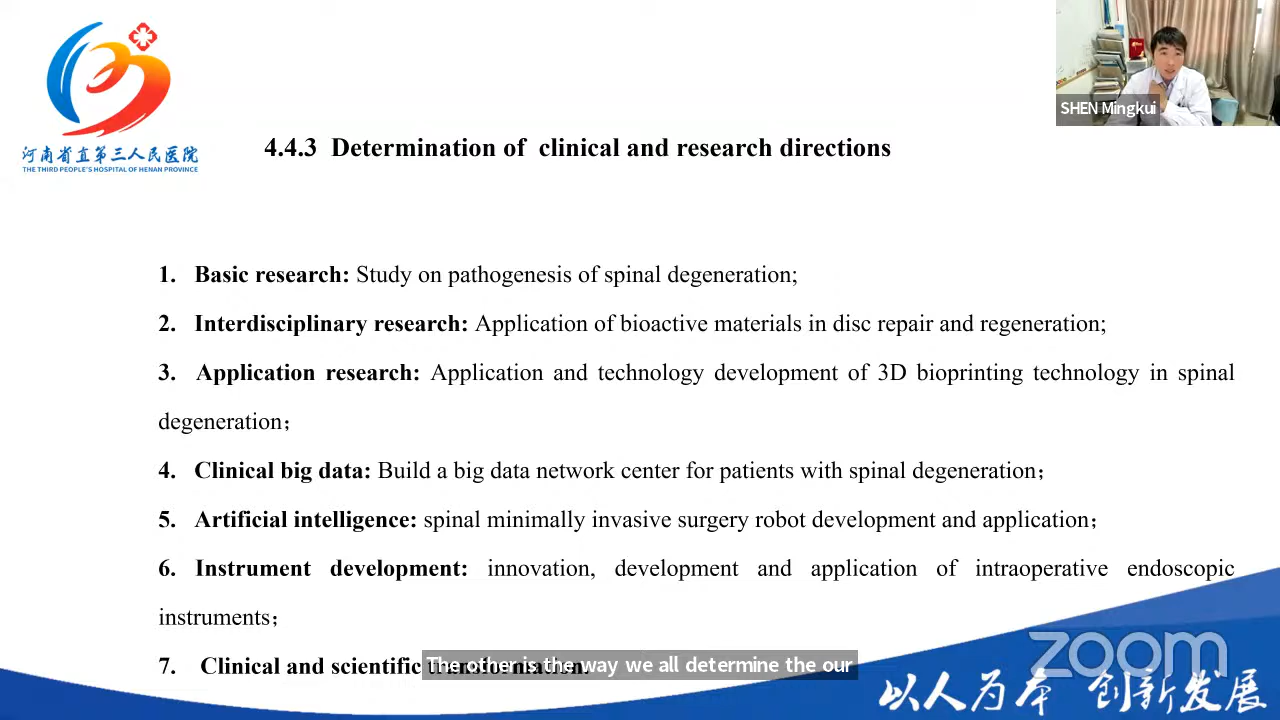 SHEN Mingkui
河南省直第三人民医院
THE THIRD PEOPLE'S HOSPITAL OF HENAN PROVINCE
4.4.3 Determination of clinical and research directions
1. Basic research: Study on pathogenesis of spinal degeneration;
2. Interdisciplinary research: Application of bioactive materials in disc repair and regeneration;
3. Application research: Application and technology development of 3D bioprinting technology in spinal
degeneration；
4. Clinical big data: Build a big data network center for patients with spinal degeneration；
5. Artificial intelligence: spinal minimally invasive surgery robot development and application；
6. Instrument development: innovation, development and application of intraoperative endoscopic
instruments；
7. Clinical and scientific transformation.
The other is the way we all determine the our
zoom
以人为本 创新发展